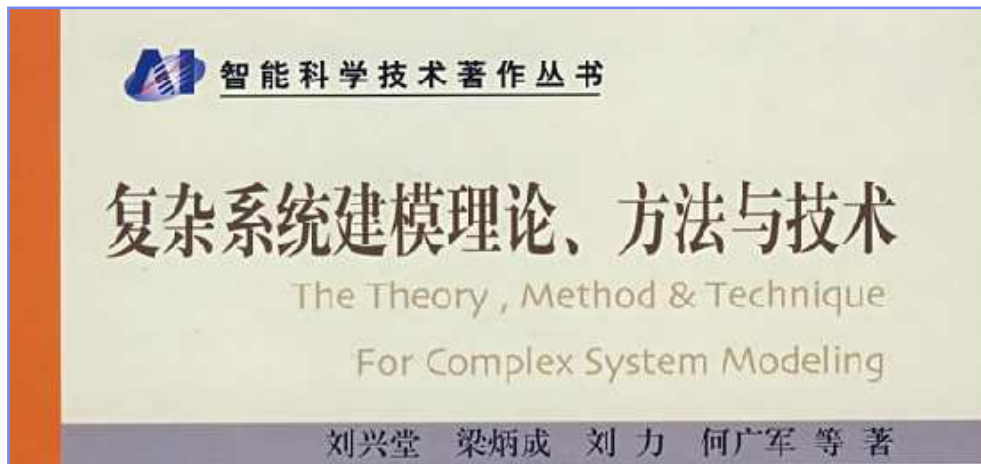 AI 智能科学技术著作丛书
复杂系统建模理论、方法与技术
The Theory , Method & Technique
For Complex System Modeling
刘兴堂 梁炳成 刘 力 何广军 等 著